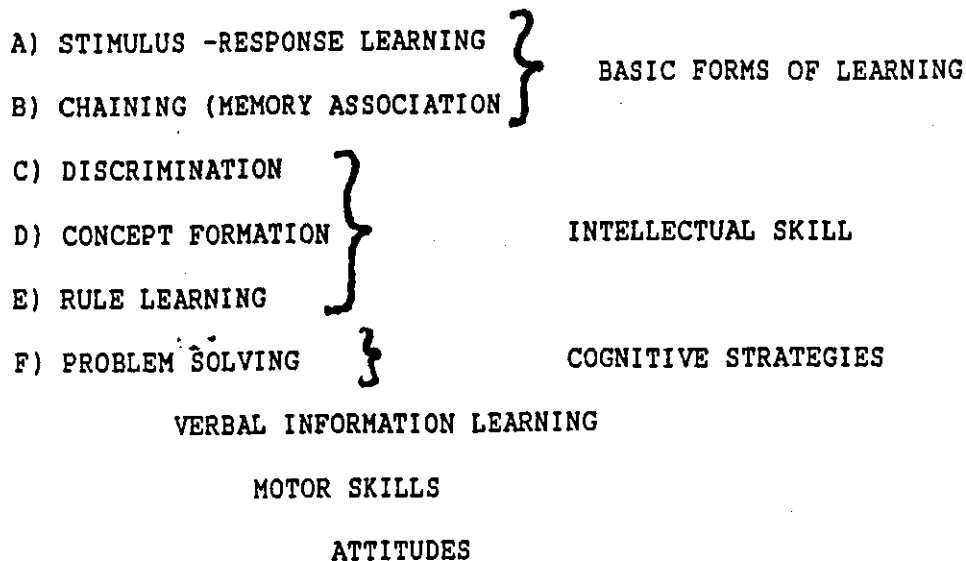 A) STIMULUS -RESPONSE LEARNING
BASIC FORMS OF LEARNING
B) CHAINING (MEMORY ASSOCIATION
C) DISCRIMINATION
D) CONCEPT FORMATION INTELLECTUAL SKILL
E) RULE LEARNING
F) PROBLEM SOLVING COGNITIVE STRATEGIES
VERBAL INFORMATION LEARNING
MOTOR SKILLS
ATTITUDES